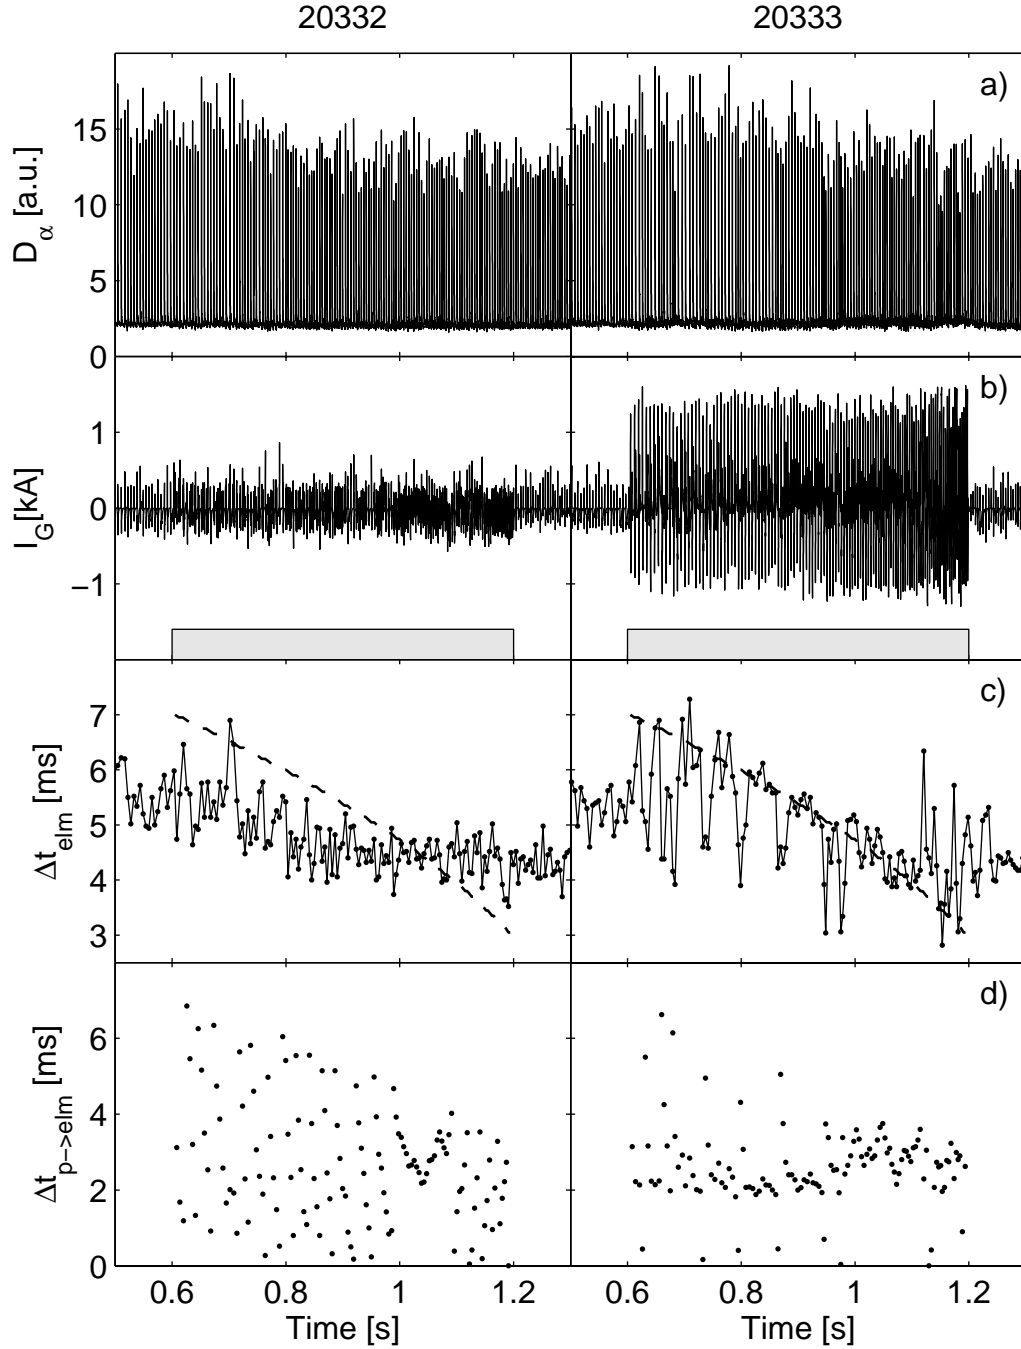 20332 20333
a)
15
10
5
0
D_α [a.u.]
b)
1
0
−1
I_G[kA]
c)
7
6
5
4
3
Δt_elm [ms]
d)
6
4
2
0
Δt_p−>elm [ms]
0.6 0.8 1 1.2 0.6 0.8 1 1.2
Time [s] Time [s]